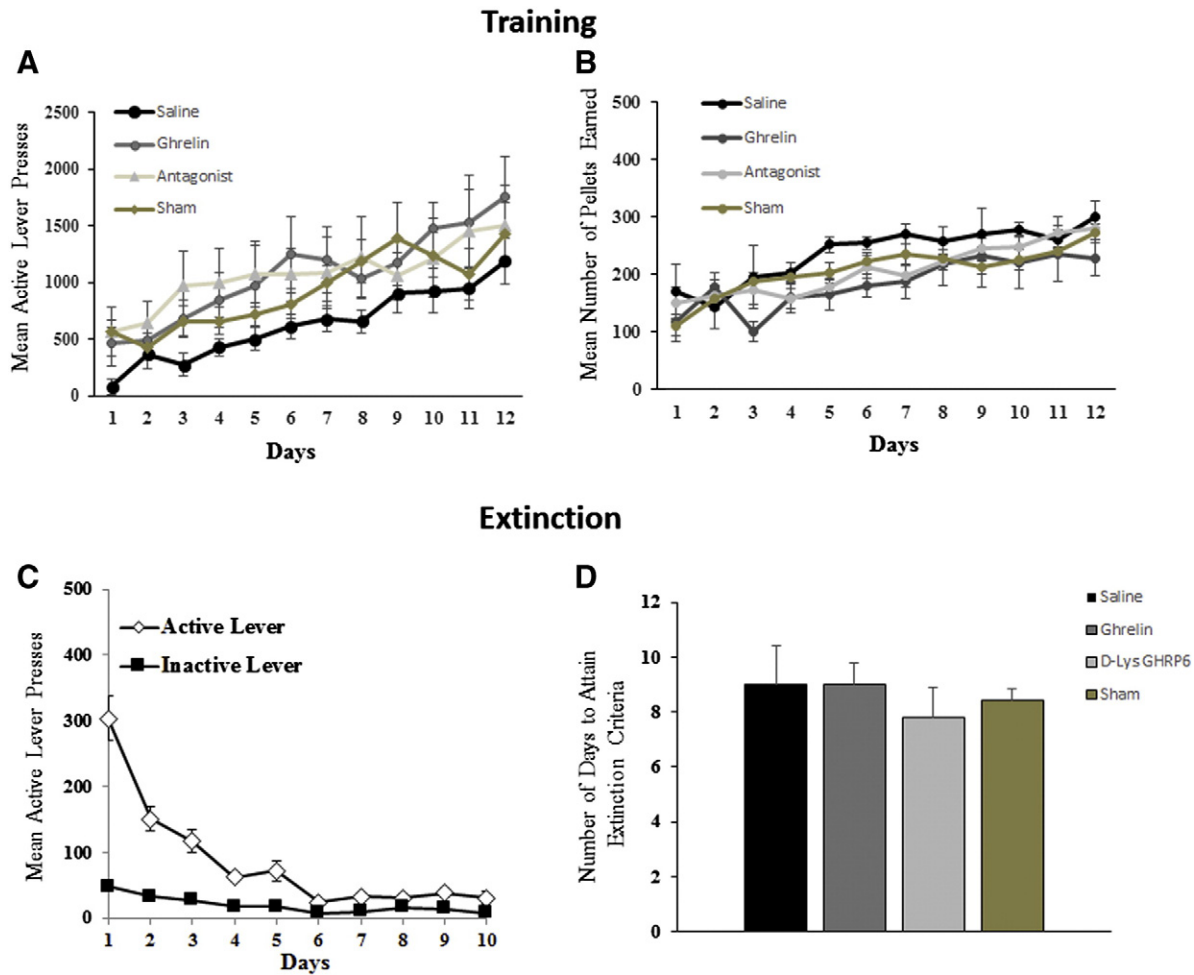 Training
A
Mean Active Lever Presses
2500
2000
1500
1000
500
0
Saline
Ghrelin
Antagonist
Sham
1 2 3 4 5 6 7 8 9 10 11 12
Days
B
Mean Number of Pellets Earned
500
400
300
200
100
0
Saline
Ghrelin
Antagonist
Sham
1 2 3 4 5 6 7 8 9 10 11 12
Days
Extinction
C
Mean Active Lever Presses
500
400
300
200
100
0
Active Lever
Inactive Lever
1 2 3 4 5 6 7 8 9 10
Days
D
Number of Days to Attain
Extinction Criteria
12
10
8
6
4
2
0
Saline
Ghrelin
D-Lys GHRP6
Sham